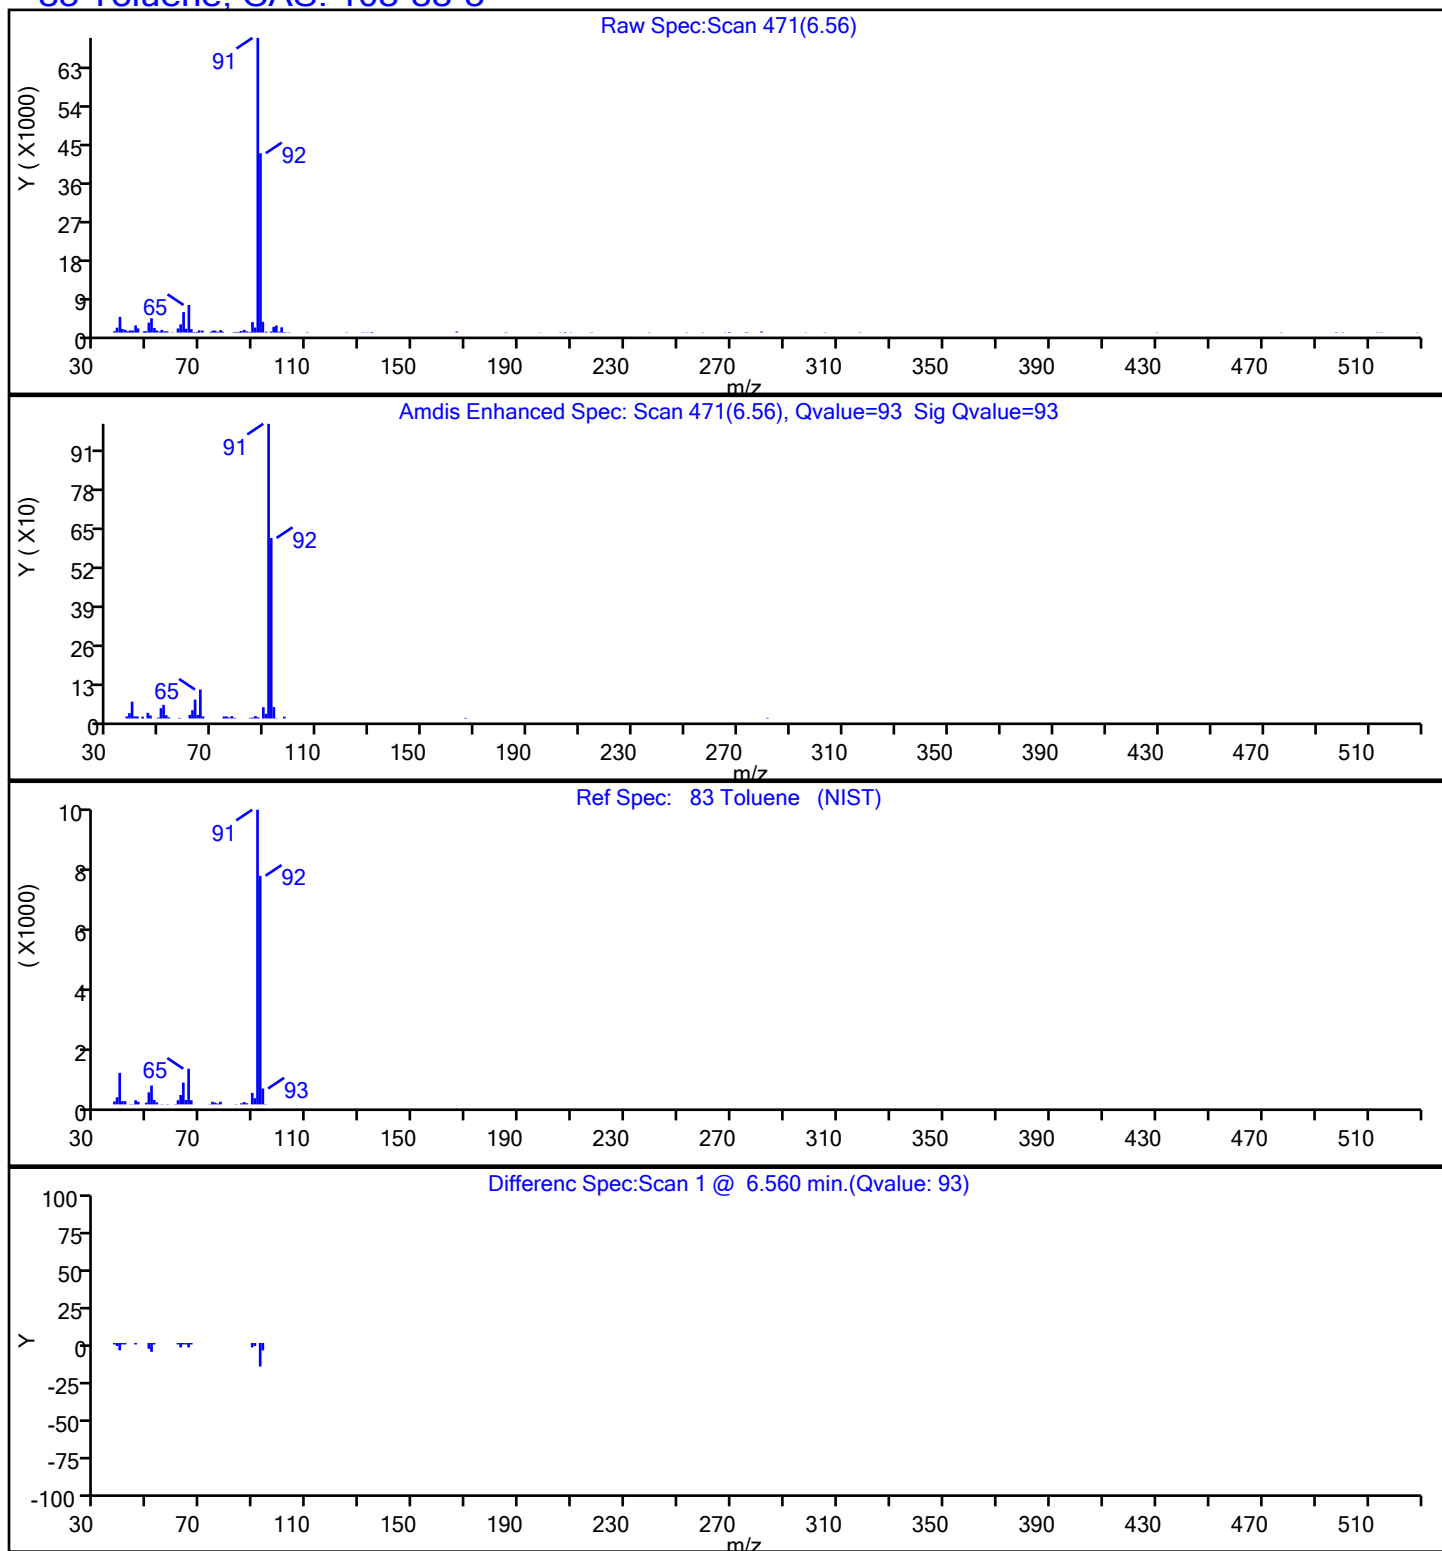 Raw Spec:Scan 471(6.56)
91
92
65
Y ( X1000)
63
54
45
36
27
18
9
0
30 70 110 150 190 230 270 310 350 390 430 470 510
m/z
Amdis Enhanced Spec: Scan 471(6.56), Qvalue=93 Sig Qvalue=93
91
92
65
Y ( X10)
91
78
65
52
39
26
13
0
30 70 110 150 190 230 270 310 350 390 430 470 510
m/z
Ref Spec: 83 Toluene (NIST)
91
92
65
93
( X1000)
10
8
6
4
2
0
30 70 110 150 190 230 270 310 350 390 430 470 510
Differenc Spec:Scan 1 @ 6.560 min.(Qvalue: 93)
Y
100
75
50
25
0
-25
-50
-75
-100
30 70 110 150 190 230 270 310 350 390 430 470 510
m/z